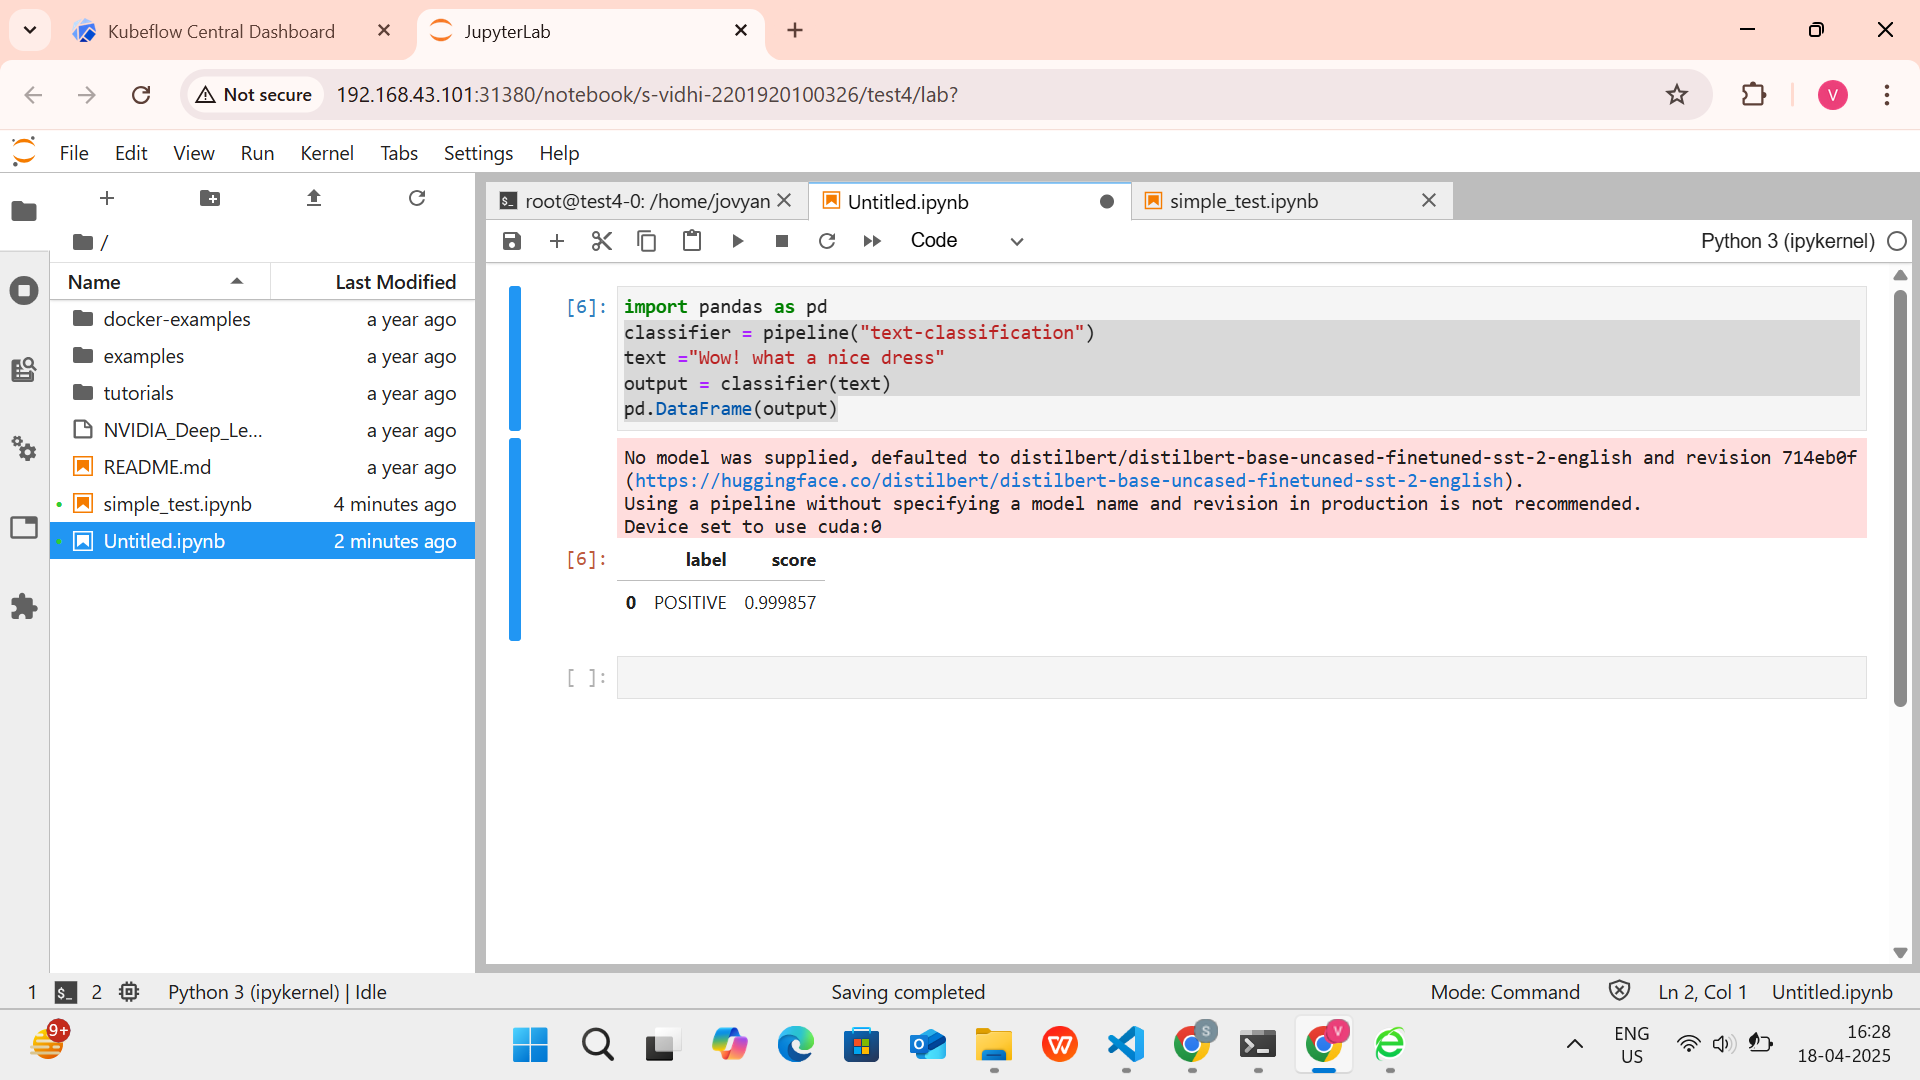 Kubeflow Central Dashboard
JupyterLab
Not secure
192.168.43.101:31380/notebook/s-vidhi-2201920100326/test4/lab?
V
File Edit View Run Kernel Tabs Settings Help
root@test4-0: /home/jovyan
Untitled.ipynb
simple_test.ipynb
/
Code
Python 3 (ipykernel)
Name Last Modified
docker-examples a year ago
examples a year ago
tutorials a year ago
NVIDIA_Deep_Le... a year ago
README.md a year ago
simple_test.ipynb 4 minutes ago
Untitled.ipynb 2 minutes ago
[6]: import pandas as pd
classifier = pipeline("text-classification")
text ="Wow! what a nice dress"
output = classifier(text)
pd.DataFrame(output)
No model was supplied, defaulted to distilbert/distilbert-base-uncased-finetuned-sst-2-english and revision 714eb0f
(https://huggingface.co/distilbert/distilbert-base-uncased-finetuned-sst-2-english).
Using a pipeline without specifying a model name and revision in production is not recommended.
Device set to use cuda:0
[6]: label score
0 POSITIVE 0.999857
[ ]:
1 $_ 2 Python 3 (ipykernel) | Idle Saving completed Mode: Command Ln 2, Col 1 Untitled.ipynb
9+
S
V
ENG
US
16:28
18-04-2025